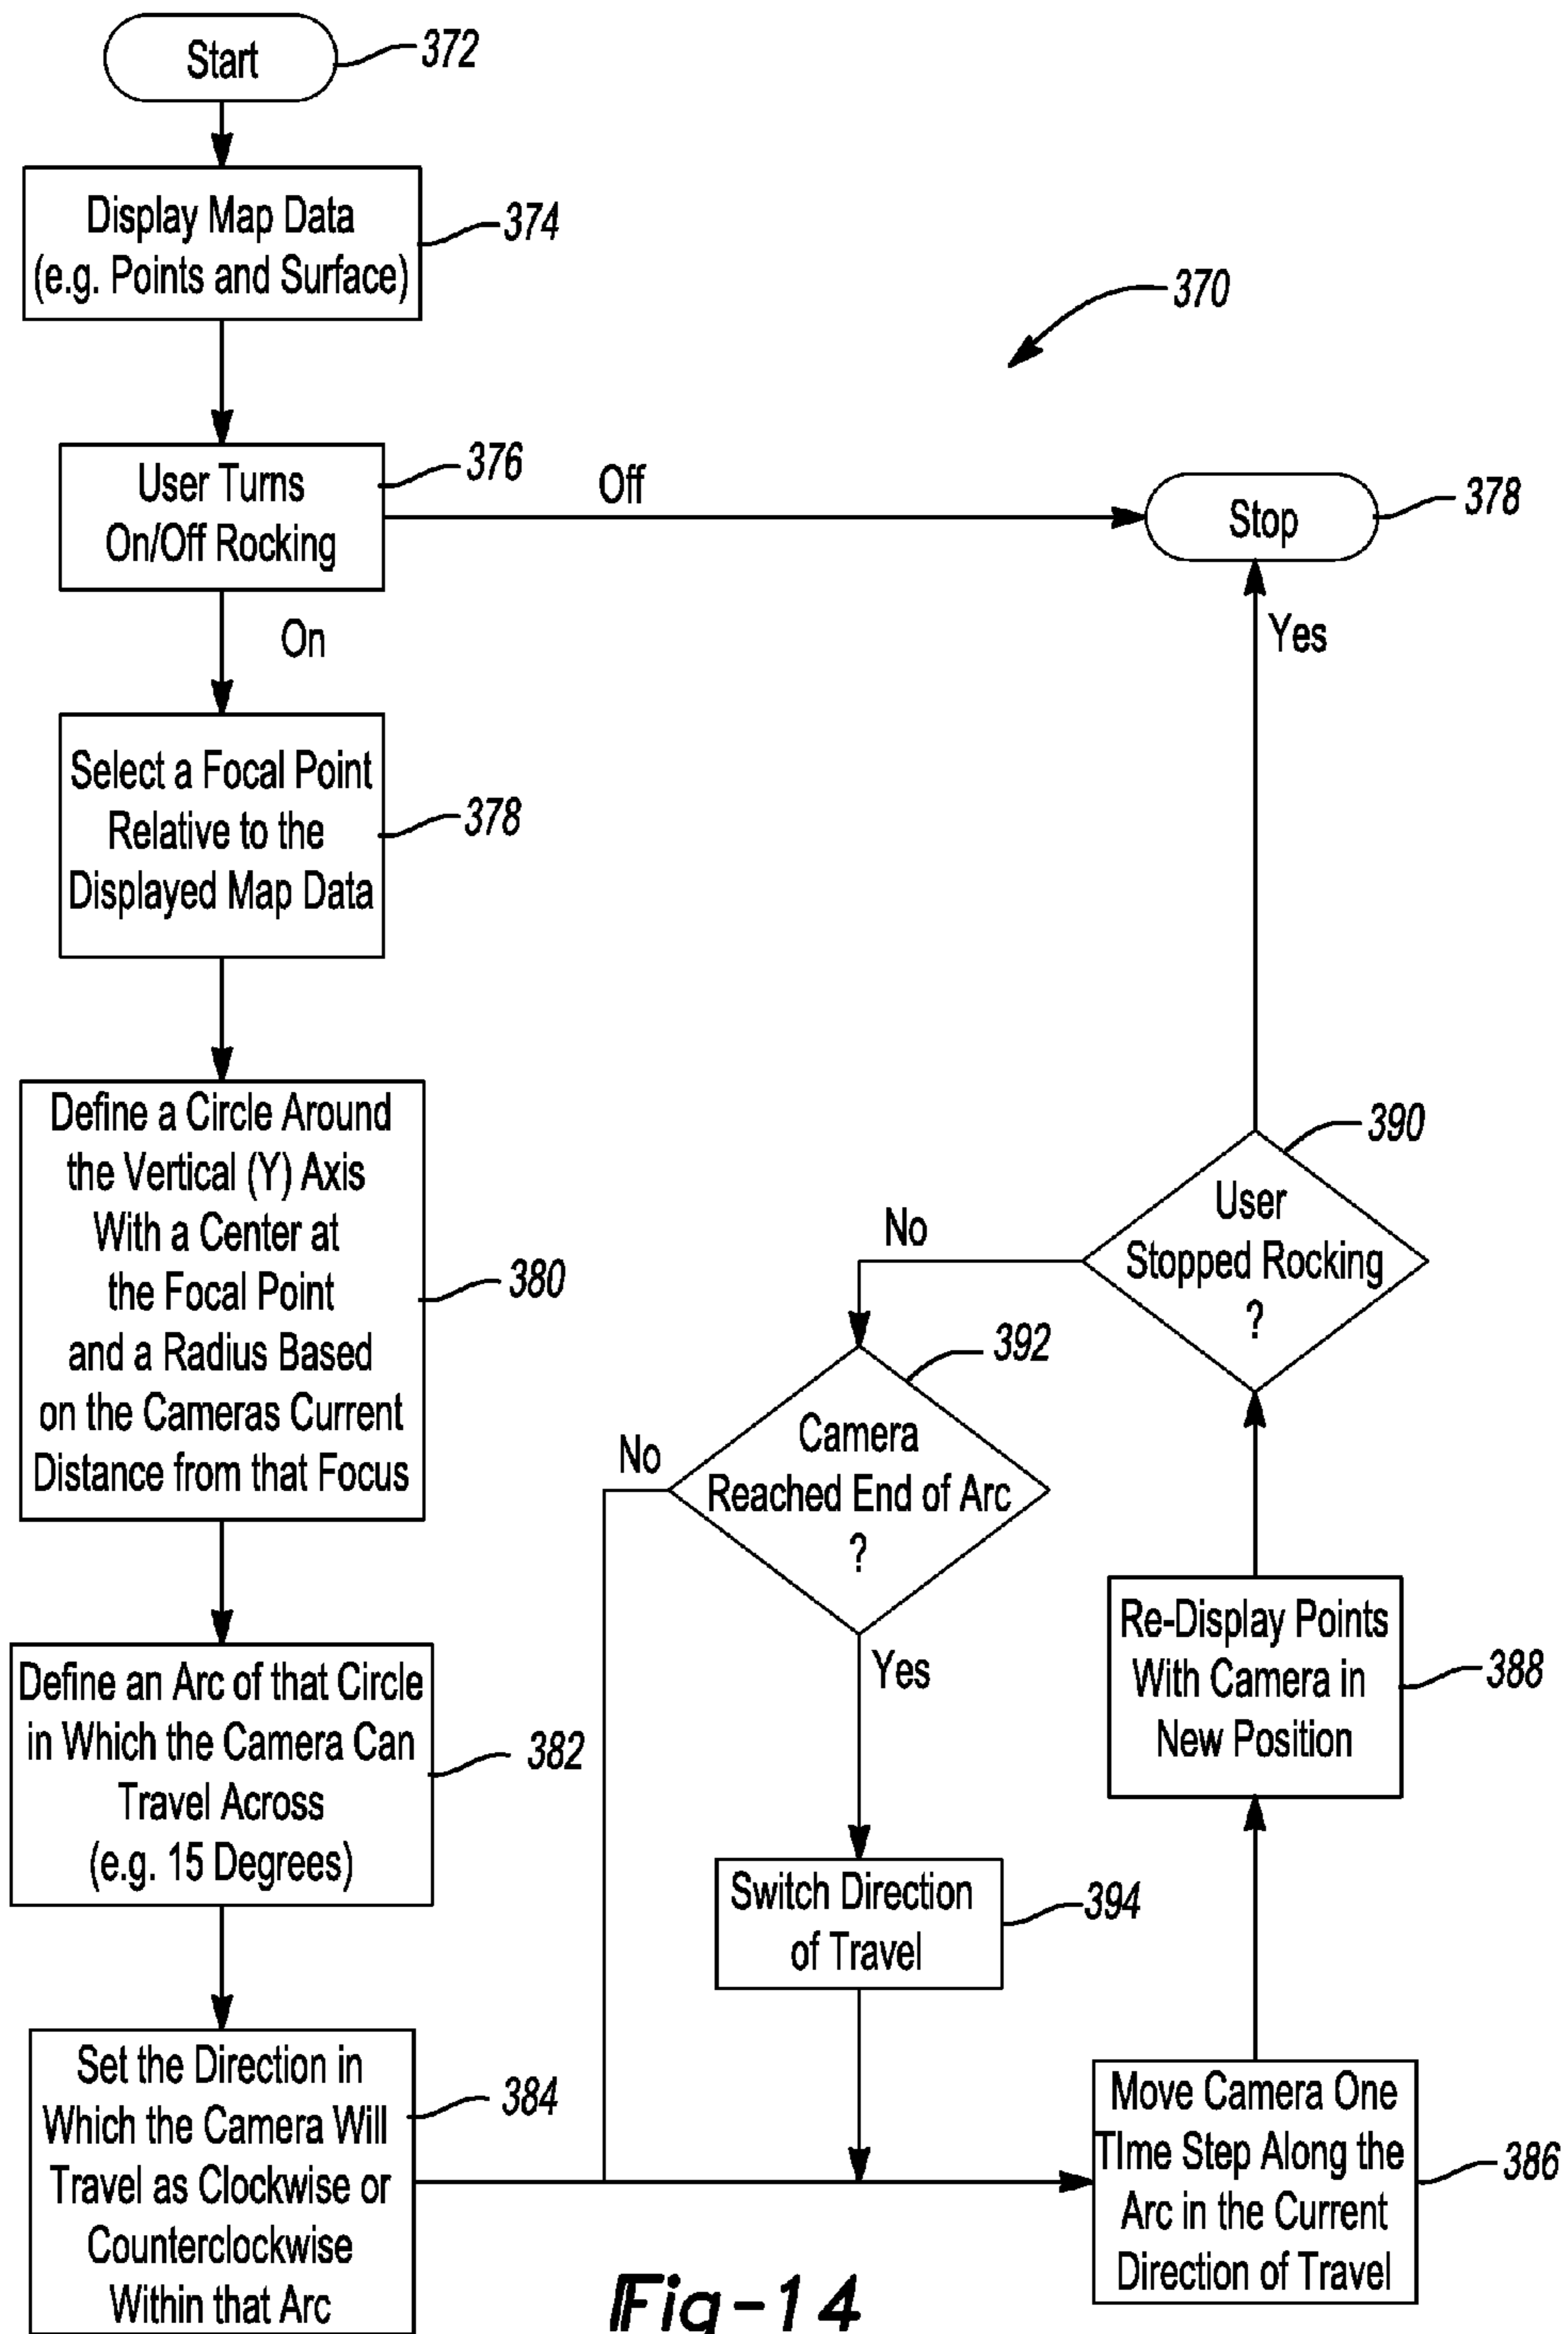 Start
372
Display Map Data
(e.g. Points and Surface)
374
370
User Turns
On/Off Rocking
376
Off
Stop
378
On
Yes
Select a Focal Point
Relative to the
Displayed Map Data
378
Define a Circle Around
the Vertical (Y) Axis
With a Center at
the Focal Point
and a Radius Based
on the Cameras Current
Distance from that Focus
380
390
User
Stopped Rocking
?
No
392
Camera
Reached End of Arc
?
No
Yes
Define an Arc of that Circle
in Which the Camera Can
Travel Across
(e.g. 15 Degrees)
382
Re-Display Points
With Camera in
New Position
388
Switch Direction
of Travel
394
Set the Direction in
Which the Camera Will
Travel as Clockwise or
Counterclockwise
Within that Arc
384
Move Camera One
TIme Step Along the
Arc in the Current
Direction of Travel
386
Fig-14